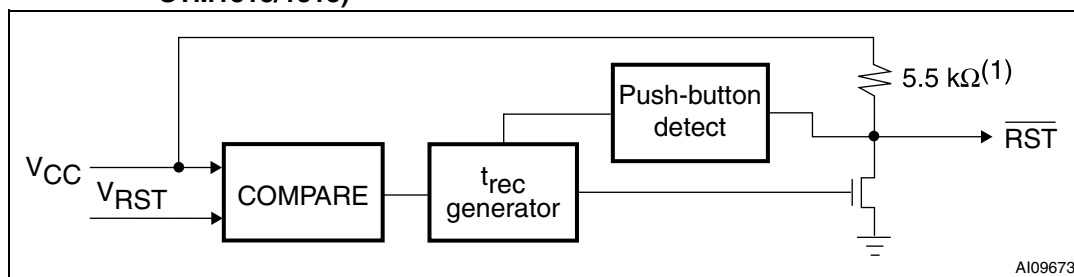 5.5 kΩ(1)
Push-button
detect
RST
VCC
VRST
COMPARE
trec
generator
AI09673